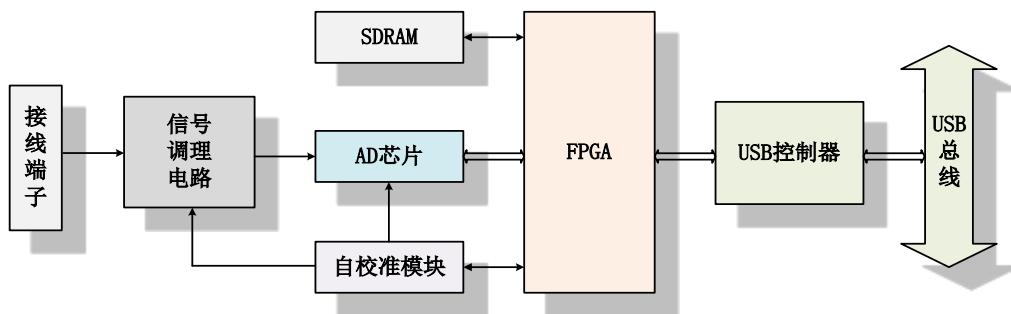 SDRAM
接
线
端
子
信号
调理
电路
AD芯片
自校准模块
FPGA
USB控制器
USB
总
线